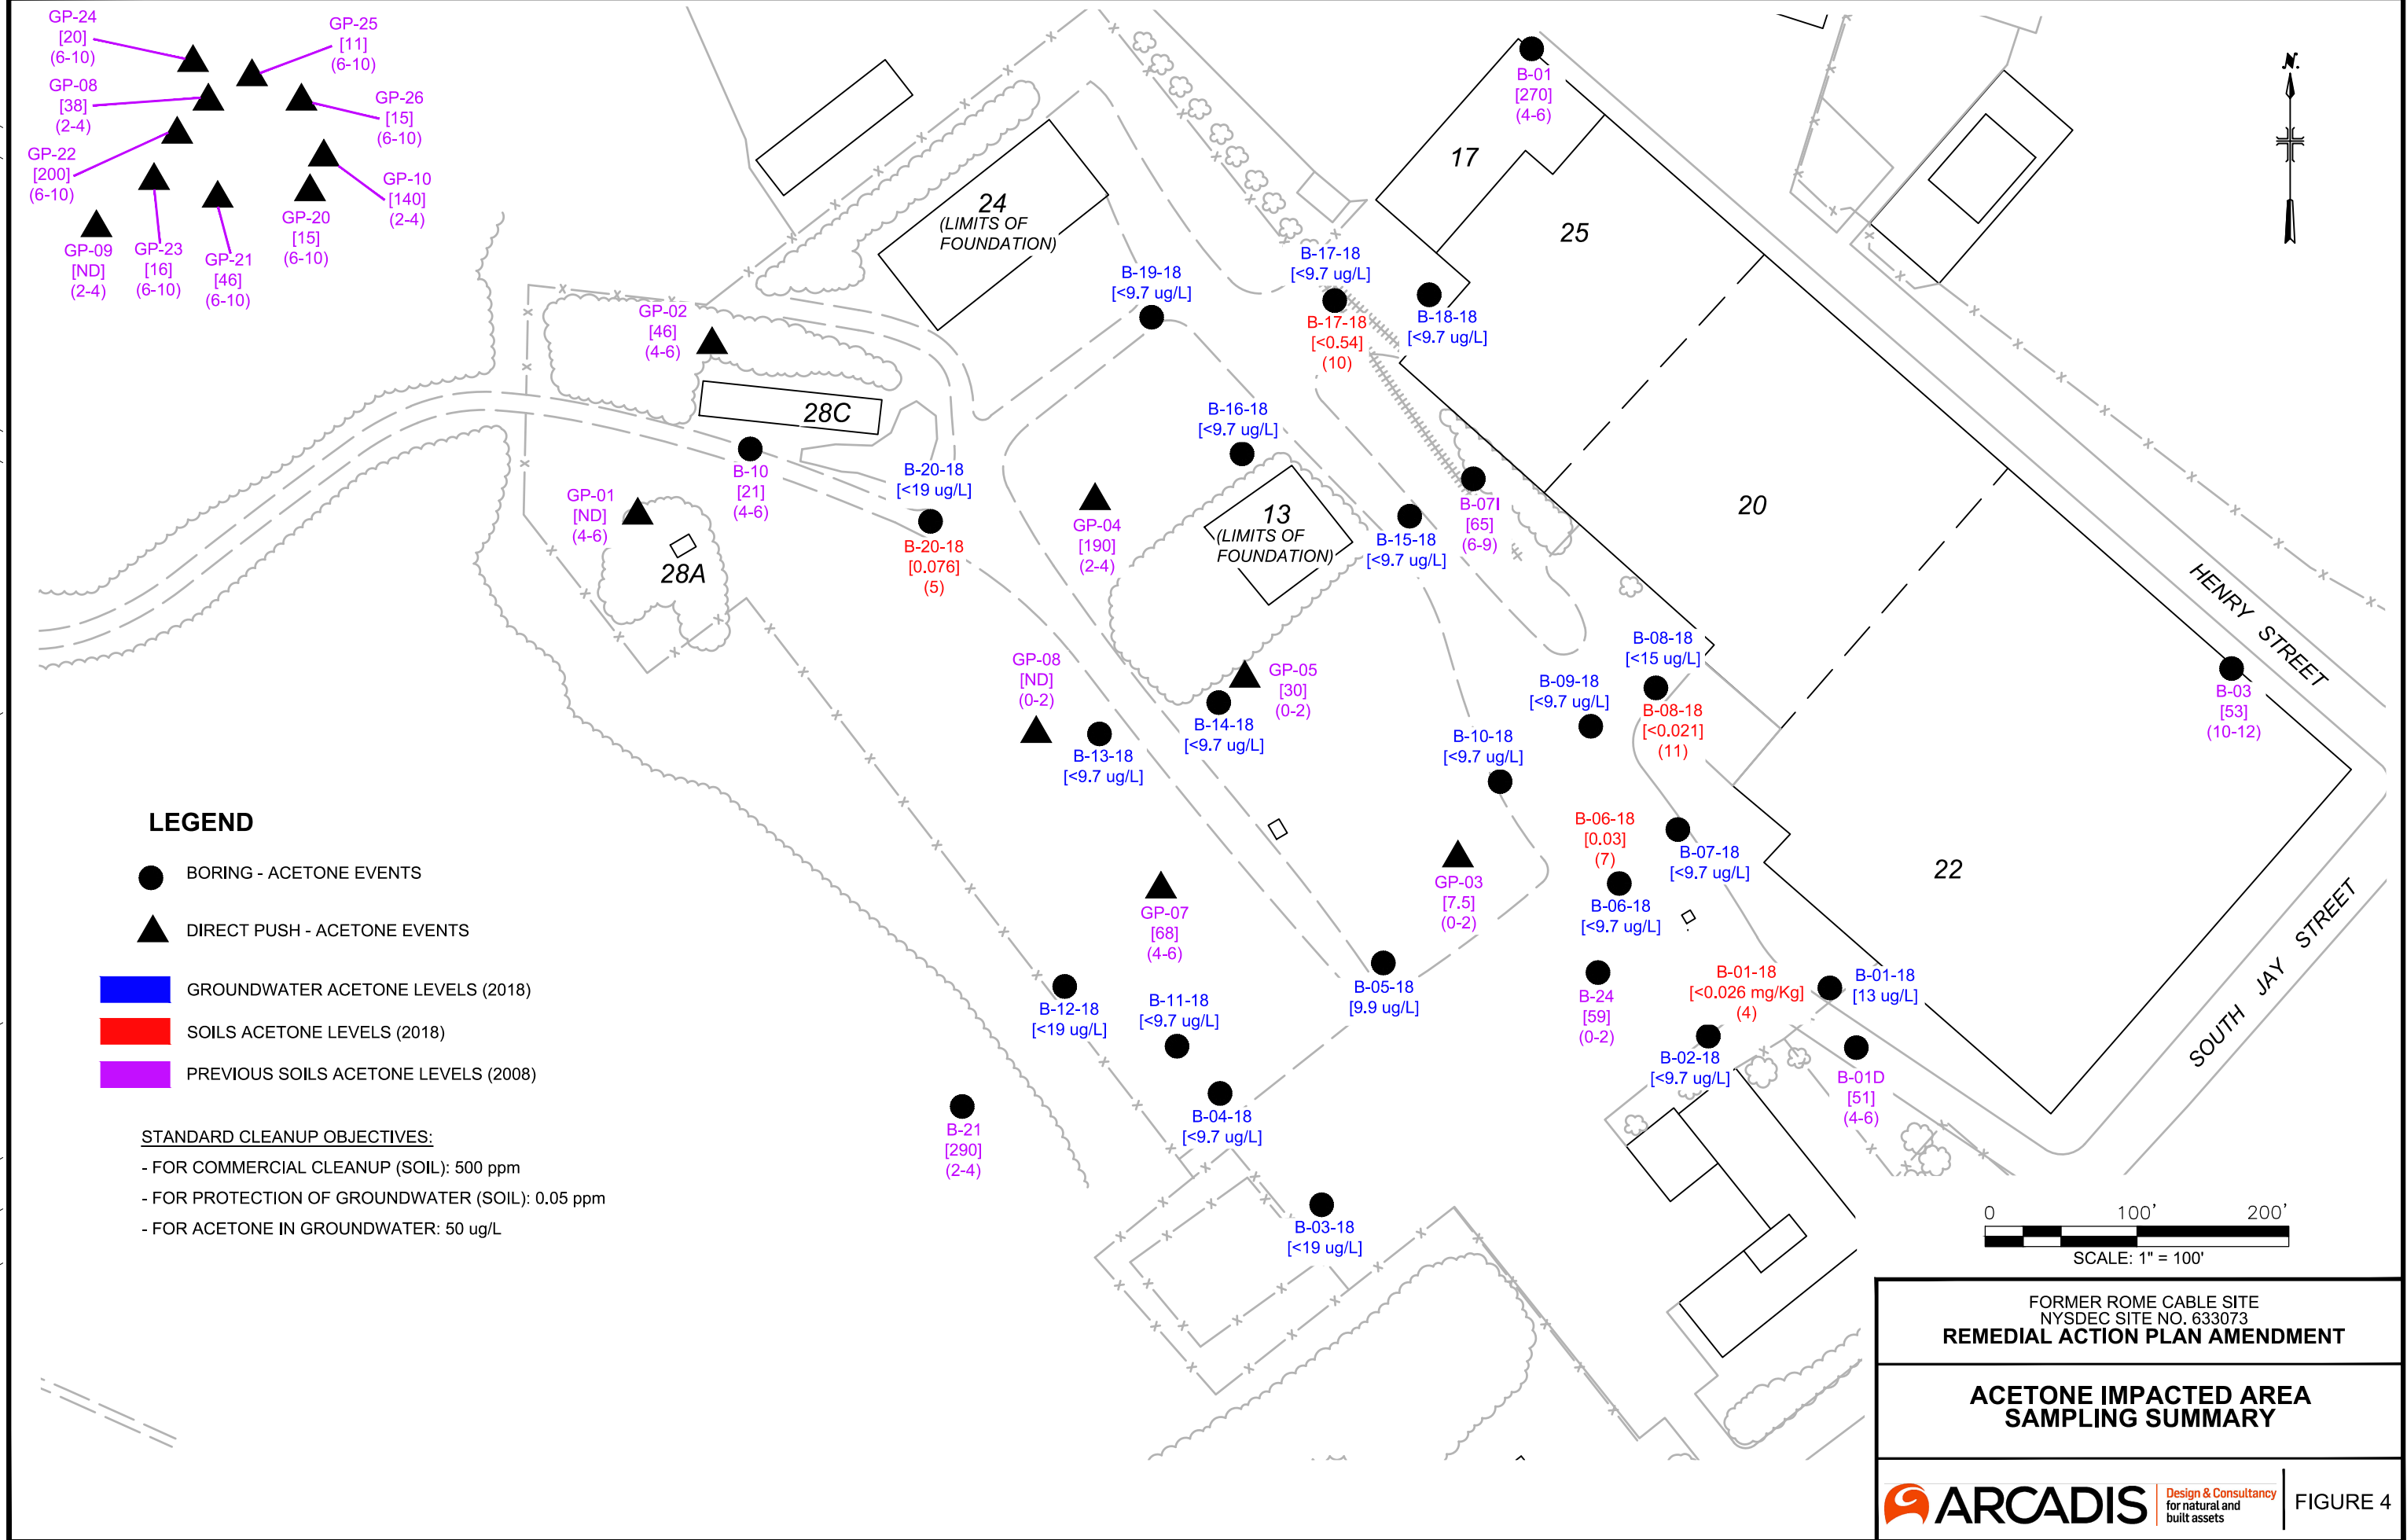 GP-24
[20]
(6-10)
GP-25
[11]
(6-10)
GP-08
[38]
(2-4)
GP-26
[15]
(6-10)
GP-22
[200]
(6-10)
GP-10
[140]
(2-4)
GP-20
[15]
(6-10)
GP-09
[ND]
(2-4)
GP-23
[16]
(6-10)
GP-21
[46]
(6-10)
B-01
[270]
(4-6)
N.
17
25
24
(LIMITS OF
FOUNDATION)
B-17-18
[<9.7 ug/L]
B-17-18
[<0.54]
(10)
B-18-18
[<9.7 ug/L]
B-19-18
[<9.7 ug/L]
GP-02
[46]
(4-6)
28C
B-16-18
[<9.7 ug/L]
B-10
[21]
(4-6)
B-20-18
[<19 ug/L]
B-20-18
[0.076]
(5)
GP-01
[ND]
(4-6)
28A
GP-04
[190]
(2-4)
13
(LIMITS OF
FOUNDATION)
B-15-18
[<9.7 ug/L]
B-07I
[65]
(6-9)
20
HENRY STREET
GP-08
[ND]
(0-2)
B-13-18
[<9.7 ug/L]
GP-05
[30]
(0-2)
B-14-18
[<9.7 ug/L]
B-08-18
[<15 ug/L]
B-08-18
[<0.021]
(11)
B-09-18
[<9.7 ug/L]
B-10-18
[<9.7 ug/L]
B-03
[53]
(10-12)
B-06-18
[0.03]
(7)
B-06-18
[<9.7 ug/L]
B-07-18
[<9.7 ug/L]
22
GP-03
[7.5]
(0-2)
GP-07
[68]
(4-6)
B-12-18
[<19 ug/L]
B-11-18
[<9.7 ug/L]
B-05-18
[9.9 ug/L]
B-24
[59]
(0-2)
B-01-18
[<0.026 mg/Kg]
(4)
B-01-18
[13 ug/L]
B-02-18
[<9.7 ug/L]
B-01D
[51]
(4-6)
SOUTH JAY STREET
B-21
[290]
(2-4)
B-04-18
[<9.7 ug/L]
B-03-18
[<19 ug/L]
LEGEND
BORING - ACETONE EVENTS
DIRECT PUSH - ACETONE EVENTS
GROUNDWATER ACETONE LEVELS (2018)
SOILS ACETONE LEVELS (2018)
PREVIOUS SOILS ACETONE LEVELS (2008)
STANDARD CLEANUP OBJECTIVES:
- FOR COMMERCIAL CLEANUP (SOIL): 500 ppm
- FOR PROTECTION OF GROUNDWATER (SOIL): 0.05 ppm
- FOR ACETONE IN GROUNDWATER: 50 ug/L
0 100' 200'
SCALE: 1" = 100'
FORMER ROME CABLE SITE
NYSDEC SITE NO. 633073
REMEDIAL ACTION PLAN AMENDMENT
ACETONE IMPACTED AREA
SAMPLING SUMMARY
ARCADIS
Design & Consultancy
for natural and
built assets
FIGURE 4